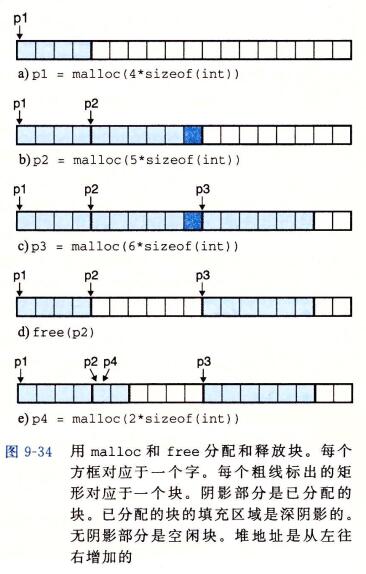 p1
a) p1 = malloc(4*sizeof(int))
p1 p2
b) p2 = malloc(5*sizeof(int))
p1 p2 p3
c) p3 = malloc(6*sizeof(int))
p1 p2 p3
d) free(p2)
p1 p2 p4 p3
e) p4 = malloc(2*sizeof(int))
图 9-34 用 malloc 和 free 分配和释放块。每个
方框对应于一个字。每个粗线标出的矩
形对应于一个块。阴影部分是已分配的
块。已分配的块的填充区域是深阴影的。
无阴影部分是空闲块。堆地址是从左往
右增加的